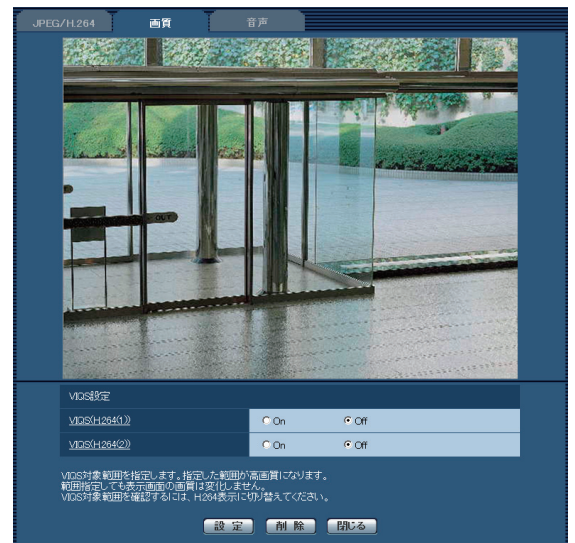 JPEG/H.264 画質 音声
OUT
VIQS設定
VIQS(H.264(1)) On Off
VIQS(H.264(2)) On Off
VIQS対象範囲を指定します。指定した範囲が高画質になります。
範囲指定しても表示画面の画質は変化しません。
VIQS対象範囲を確認するには、H.264表示に切り替えてください。
設定 削除 閉じる